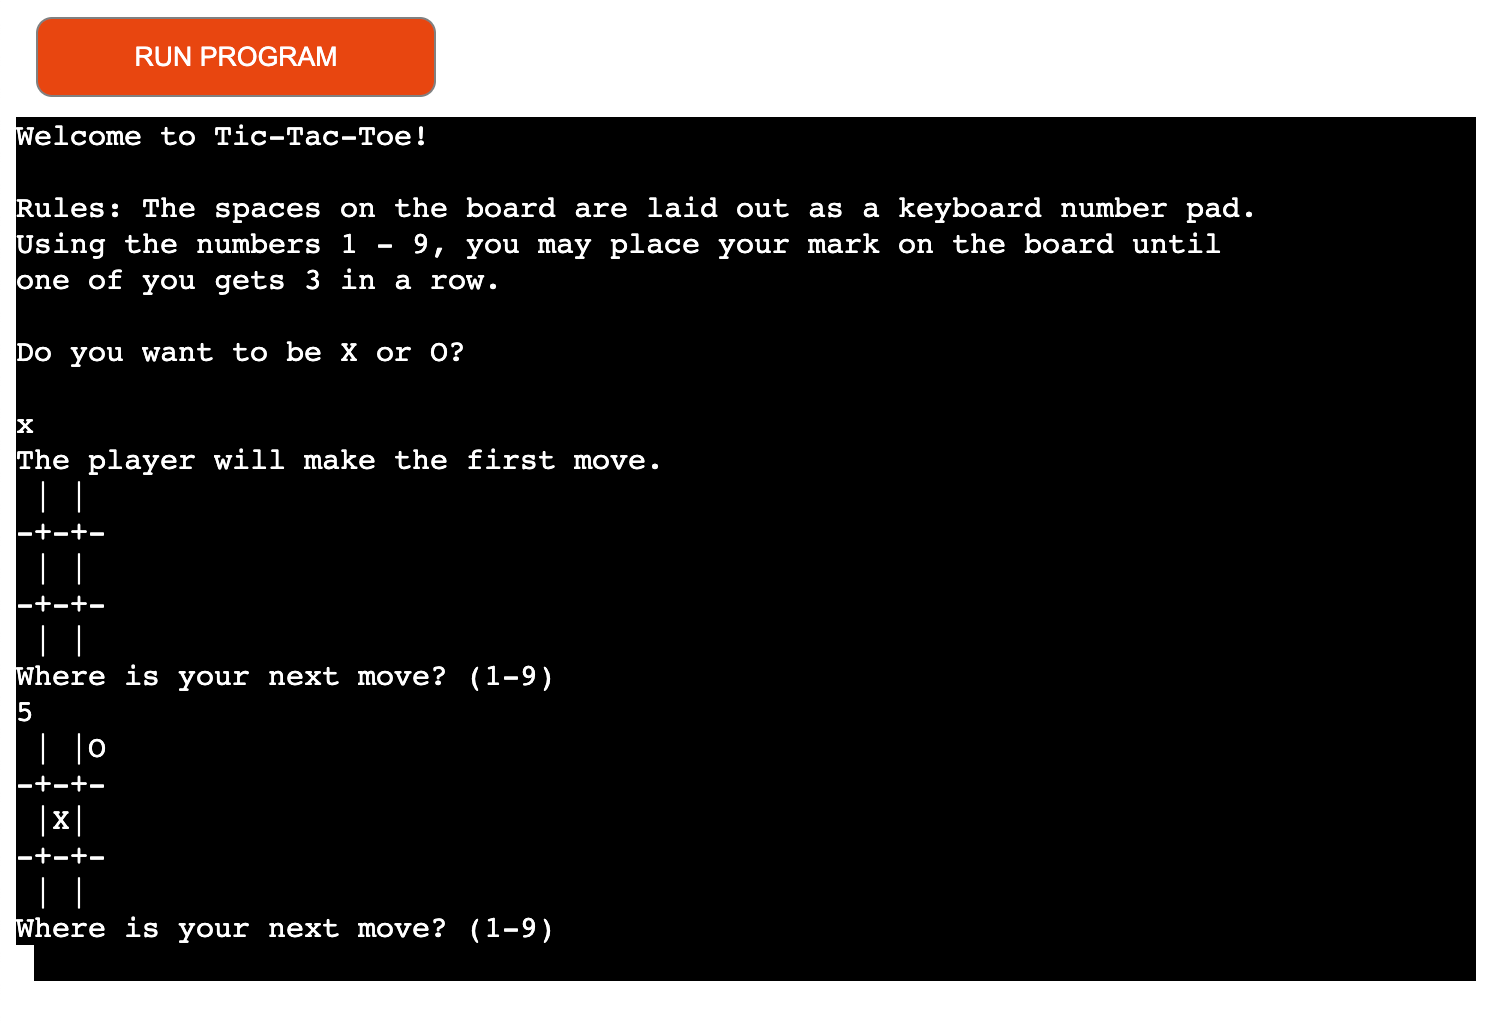 RUN PROGRAM
Welcome to Tic-Tac-Toe!
Rules: The spaces on the board are laid out as a keyboard number pad.
Using the numbers 1 - 9, you may place your mark on the board until
one of you gets 3 in a row.
Do you want to be X or O?
x
The player will make the first move.
 | |
-+-+-
 | |
-+-+-
 | |
Where is your next move? (1-9)
5
 | |O
-+-+-
 |X|
-+-+-
 | |
Where is your next move? (1-9)